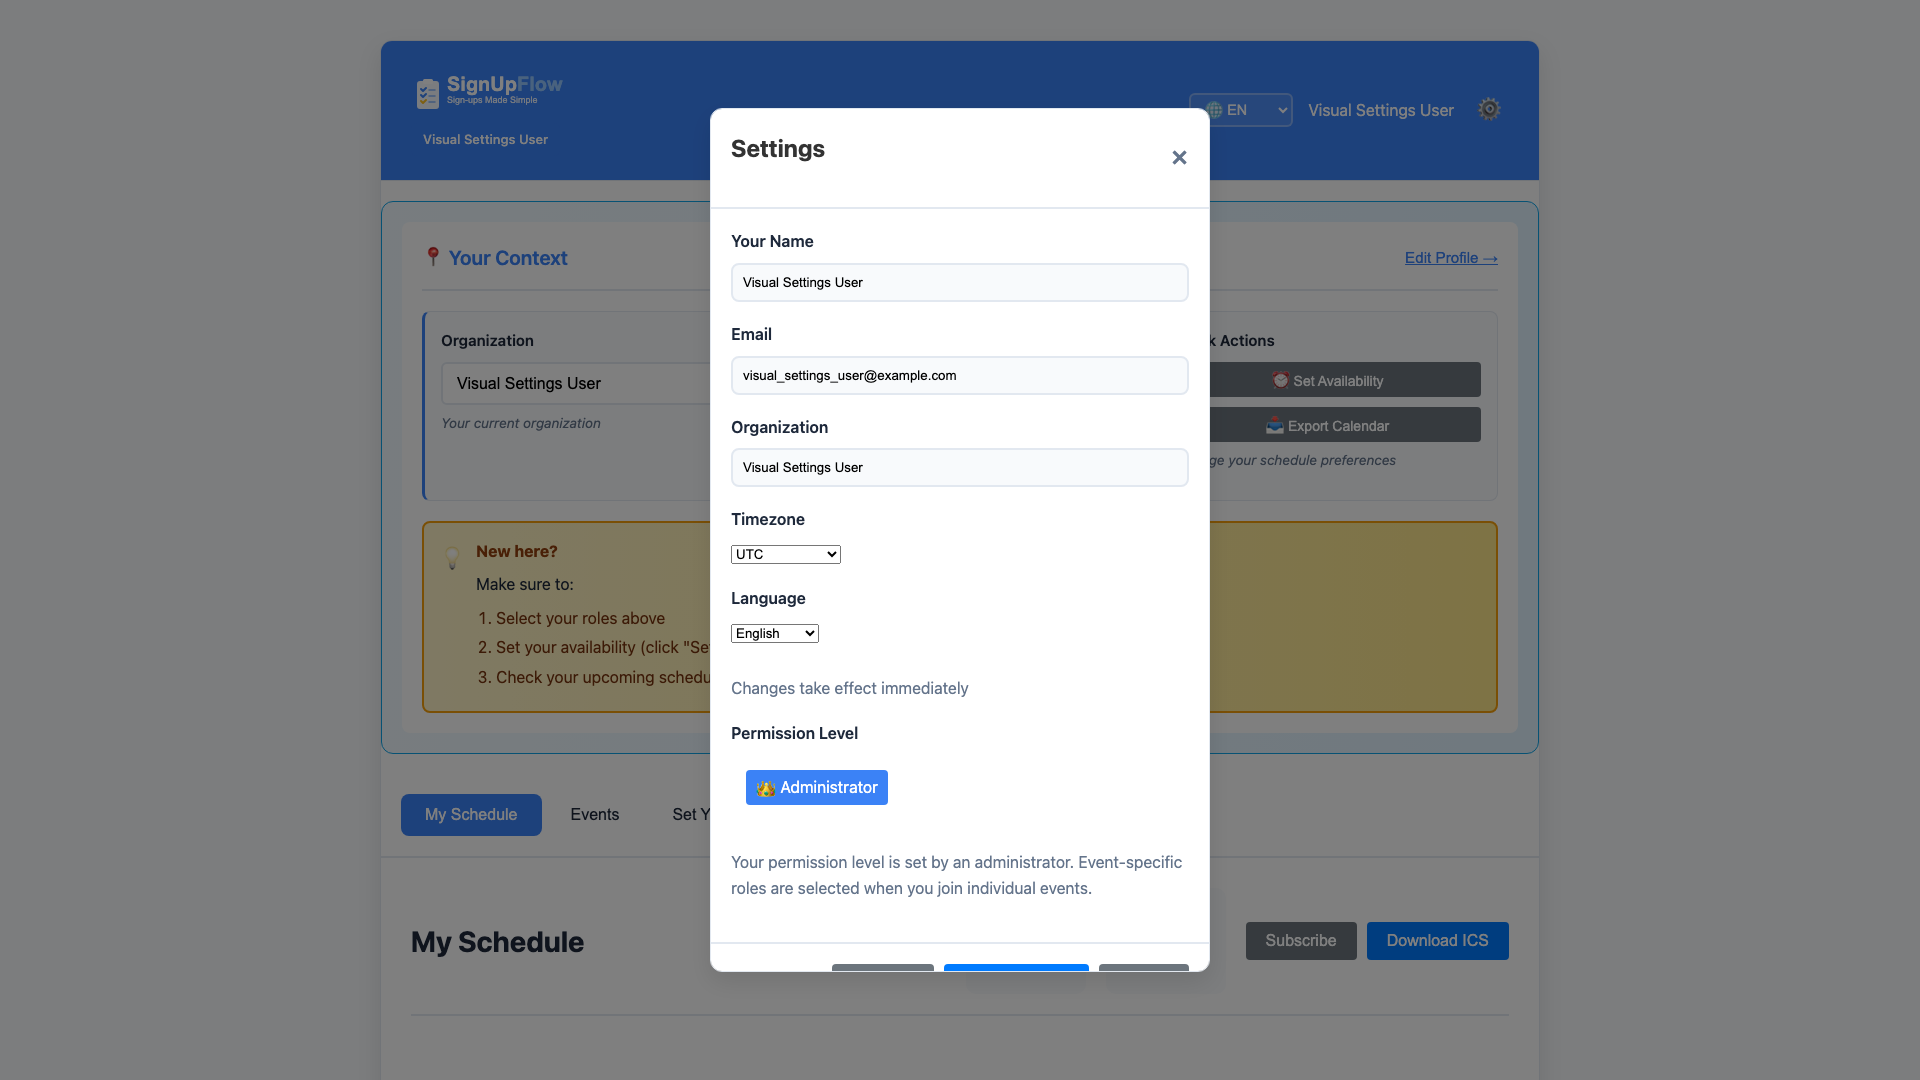 SignUpFlow
Sign-ups Made Simple
Visual Settings User
EN
Visual Settings User
Settings
×
Your Name
Visual Settings User
Email
visual_settings_user@example.com
Organization
Visual Settings User
Timezone
UTC
Language
English
Changes take effect immediately
Permission Level
Administrator
Your permission level is set by an administrator. Event-specific
roles are selected when you join individual events.
Your Context
Edit Profile →
Organization
Visual Settings User
Your current organization
k Actions
Set Availability
Export Calendar
ge your schedule preferences
New here?
Make sure to:
1. Select your roles above
2. Set your availability (click "Se
3. Check your upcoming schedu
My Schedule
Events
Set Y
My Schedule
Subscribe
Download ICS